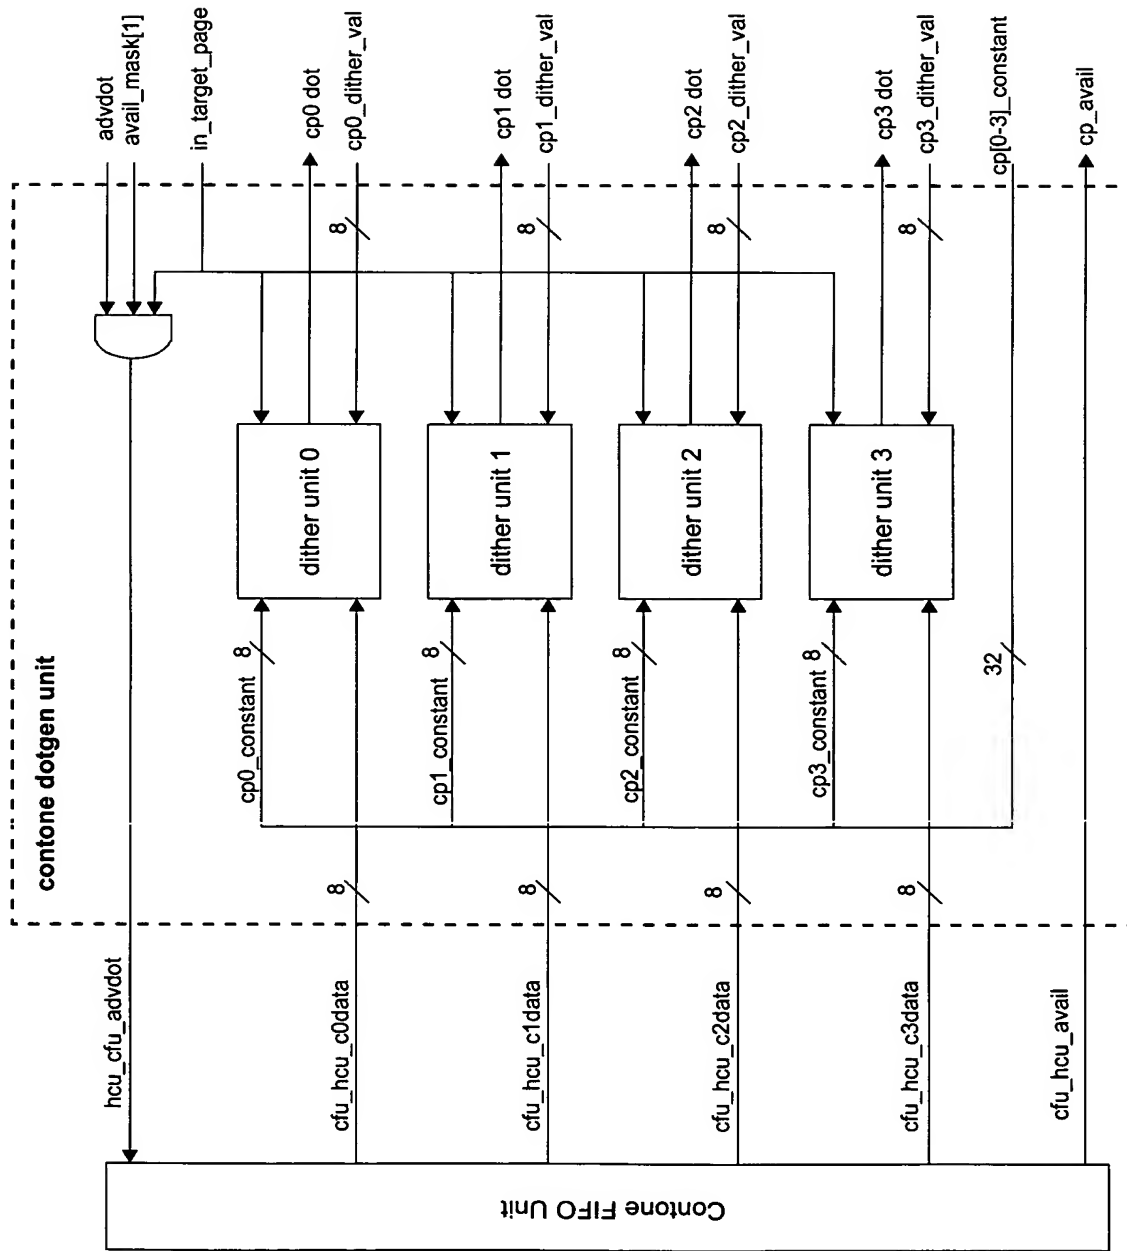 advdot
avail_mask[1]
in_target_page
cp0 dot
cp0_dither_val
cp1 dot
cp1_dither_val
cp2 dot
cp2_dither_val
cp3 dot
cp3_dither_val
cp[0-3]_constant
cp_avail
8
8
8
8
dither unit 0
dither unit 1
dither unit 2
dither unit 3
8
cp0_constant
8
cp1_constant
8
cp2_constant
8
cp3_constant
32
contone dotgen unit
8
8
8
8
hcu_cfu_advdot
cfu_hcu_c0data
cfu_hcu_c1data
cfu_hcu_c2data
cfu_hcu_c3data
cfu_hcu_avail
Contone FIFO Unit